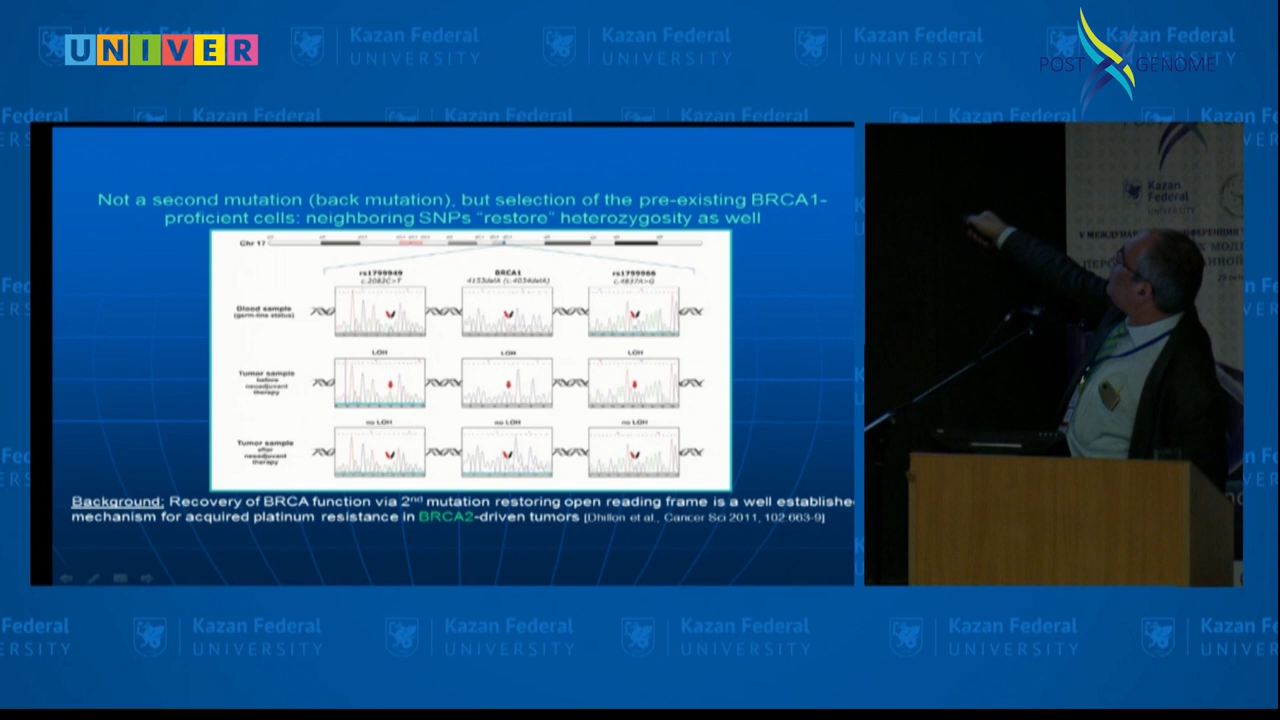 UNIVER
Kazan Federal
UNIVERSITY
POST GENOME
Not a second mutation (back mutation), but selection of the pre-existing BRCA1-
proficient cells: neighboring SNPs "restore" heterozygosity as well
Chr 17
rs1799949
c.2082C>T
BRCA1
4153delA (c.4034delA)
rs1799966
c.4837A>G
Blood sample
(germ-line status)
LOH
LOH
LOH
Tumor sample
before
neoadjuvant
therapy
no LOH
no LOH
no LOH
Tumor sample
after
neoadjuvant
therapy
Background: Recovery of BRCA function via 2nd mutation restoring open reading frame is a well establishe
mechanism for acquired platinum resistance in BRCA2-driven tumors [Dhillon et al., Cancer Sci 2011, 102:663-9]
Kazan
Federal
UNIVERSITY
Kazan Federal
UNIVERSITY
Kazan Federal
UNIVERSITY
Kazan Federal
UNIVERSITY